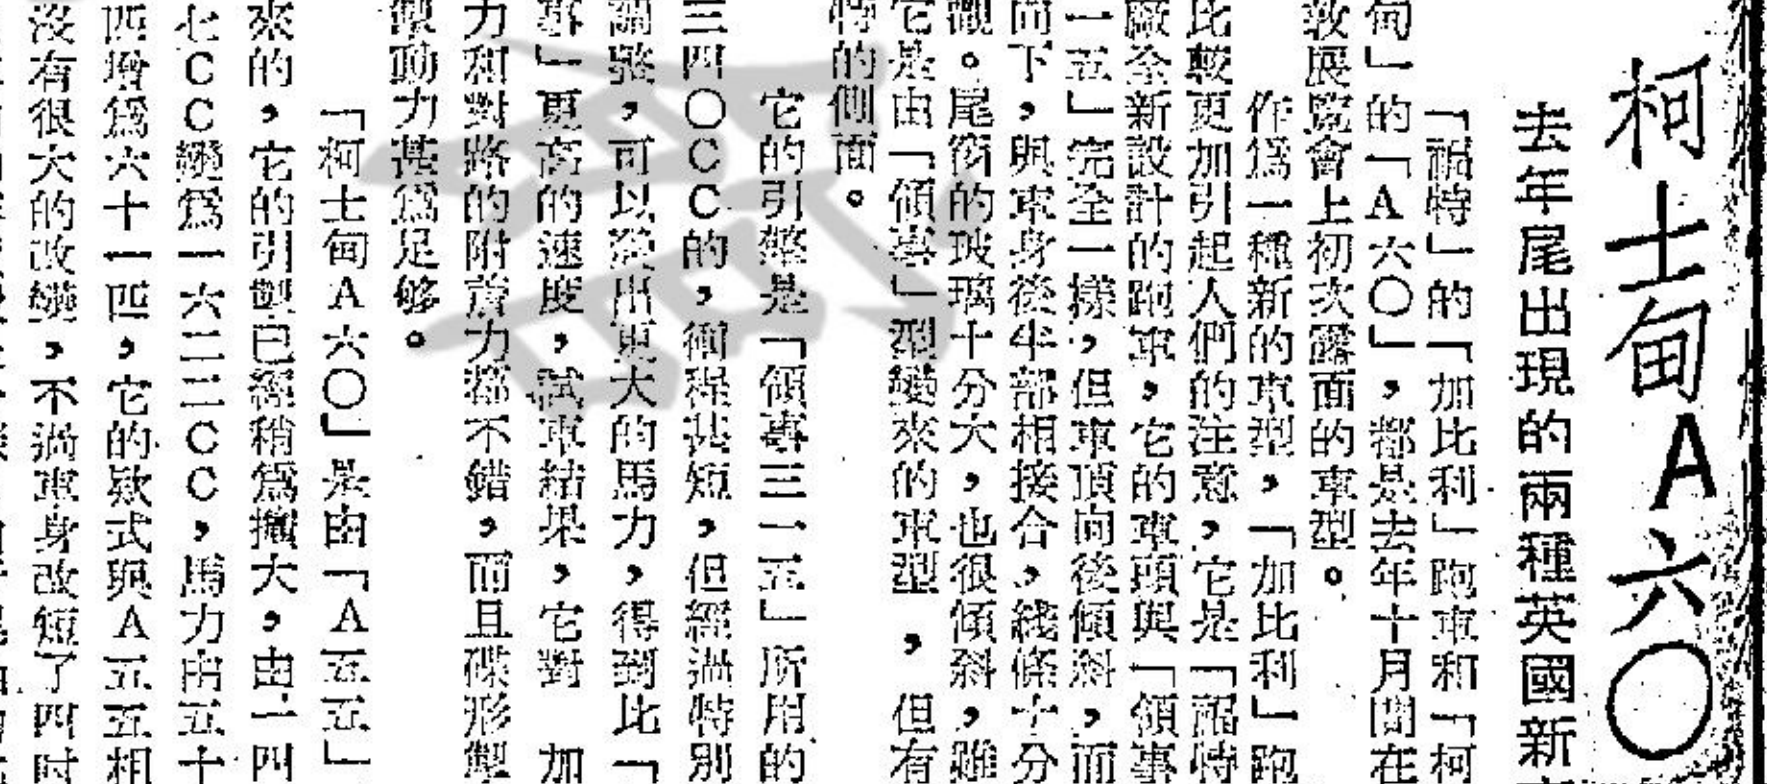 柯士甸A六〇
去年尾出現的兩種英國新
「福特」的「加比利」跑車和「柯
甸」的「A六〇」，都是去年十月間在
敦展覽會上初次露面的車型。
作爲一種新的車型，「加比利」跑
比較更加引起人們的注意，它是「福特
廠全新設計的跑車，它的車頭與「領事
一五」完全一樣，但車頂向後傾斜，而
而下，與車身後半部相接合，綫條十分
觀。尾窗的玻璃十分大，也很傾斜，雖
它是由「領事」型變來的車型，但有
特的側面。
它的引擎是「領事三一五」所用的
三四〇CC的，衝程甚短，但經過特別
調整，可以發出更大的馬力，得到比「
事」更高的速度，試車結果，它對 加
力和對路的附着力都不錯，而且碟形掣
掣動力甚爲足够。
「柯士甸A六〇」是由「A五五」
來的，它的引擎已經稍爲擴大，由一四
七CC變爲一六二二CC，馬力由五十
匹增爲六十一匹，它的款式與A五五相
沒有很大的改變，不過車身改短了四吋